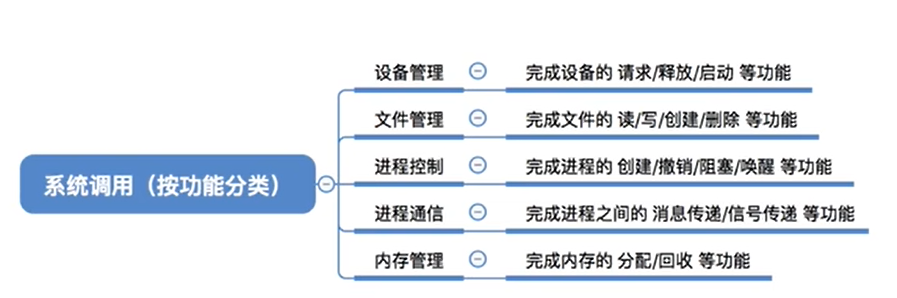 系统调用（按功能分类）
设备管理 完成设备的 请求/释放/启动 等功能
文件管理 完成文件的 读/写/创建/删除 等功能
进程控制 完成进程的 创建/撤销/阻塞/唤醒 等功能
进程通信 完成进程之间的 消息传递/信号传递 等功能
内存管理 完成内存的 分配/回收 等功能